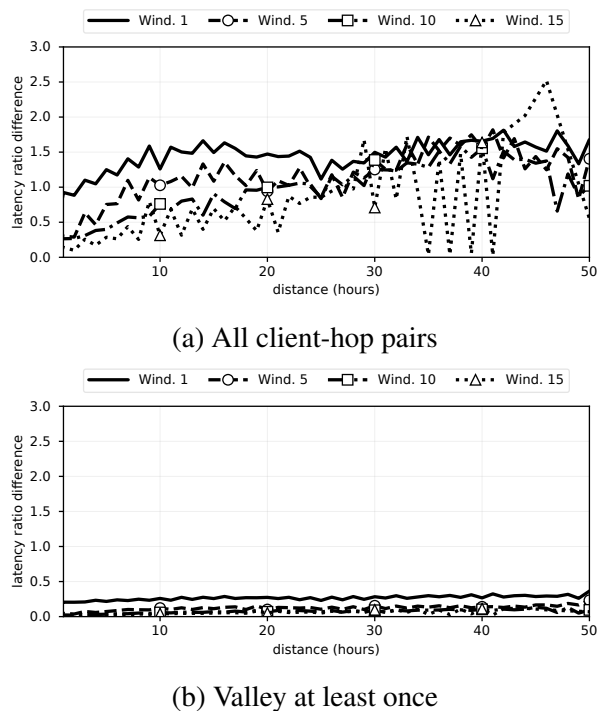 Wind. 1 Wind. 5 Wind. 10 Wind. 15
3.0
2.5
2.0
1.5
1.0
0.5
0.0
latency ratio difference
10 20 30 40 50
distance (hours)
(a) All client-hop pairs
Wind. 1 Wind. 5 Wind. 10 Wind. 15
3.0
2.5
2.0
1.5
1.0
0.5
0.0
latency ratio difference
10 20 30 40 50
distance (hours)
(b) Valley at least once